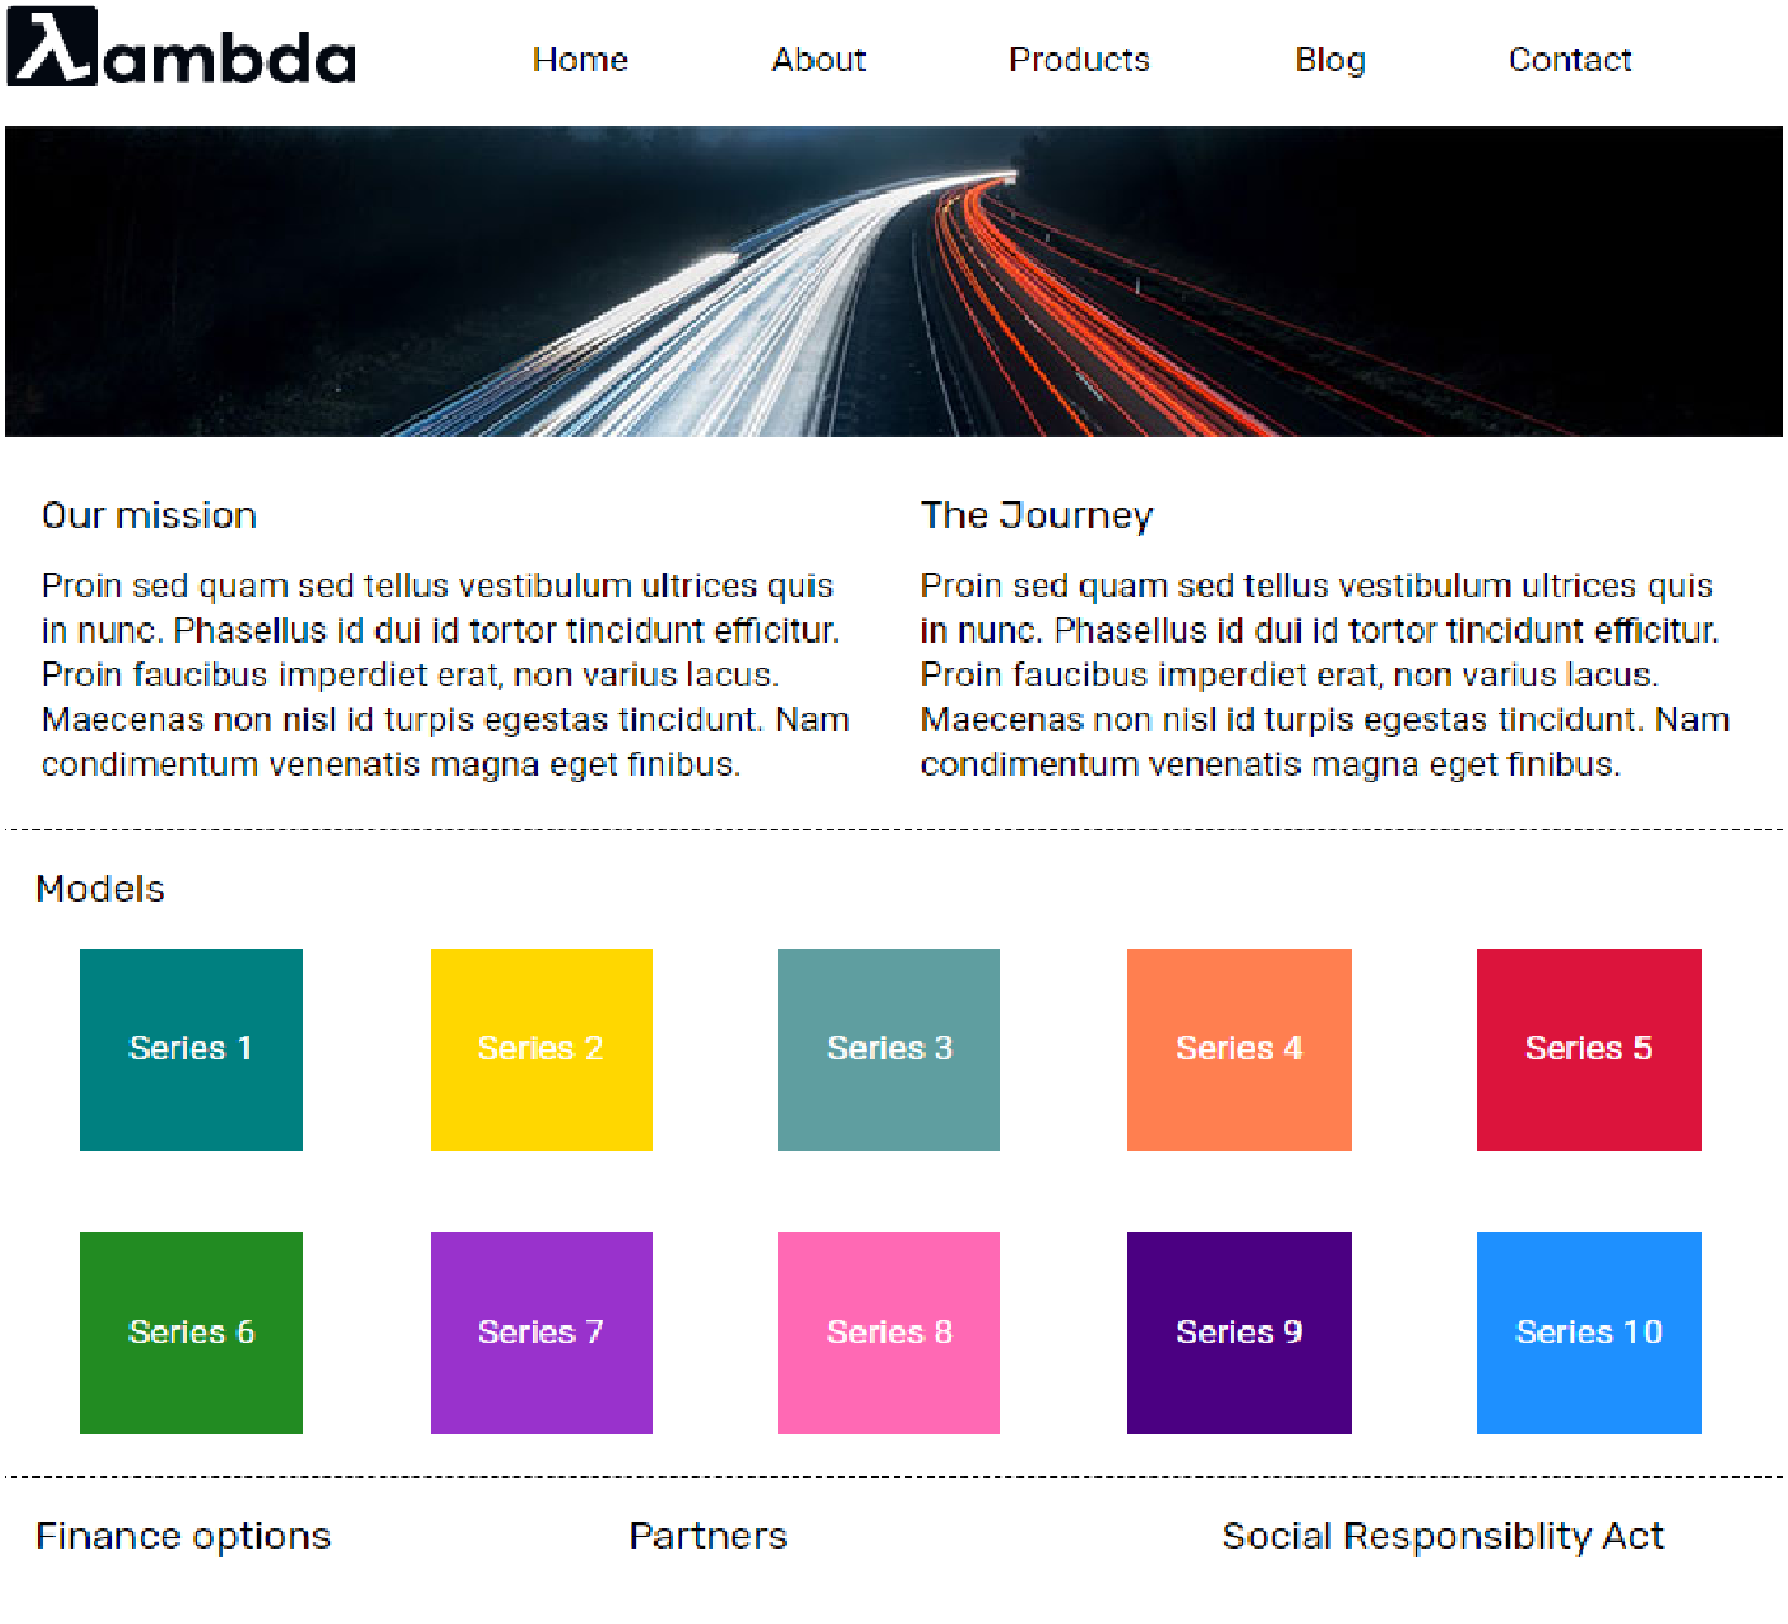 λambda
Home About Products Blog Contact
Our mission
Proin sed quam sed tellus vestibulum ultrices quis
in nunc. Phasellus id dui id tortor tincidunt efficitur.
Proin faucibus imperdiet erat, non varius lacus.
Maecenas non nisl id turpis egestas tincidunt. Nam
condimentum venenatis magna eget finibus.
The Journey
Proin sed quam sed tellus vestibulum ultrices quis
in nunc. Phasellus id dui id tortor tincidunt efficitur.
Proin faucibus imperdiet erat, non varius lacus.
Maecenas non nisl id turpis egestas tincidunt. Nam
condimentum venenatis magna eget finibus.
Models
Series 1 Series 2 Series 3 Series 4 Series 5
Series 6 Series 7 Series 8 Series 9 Series 10
Finance options Partners Social Responsiblity Act